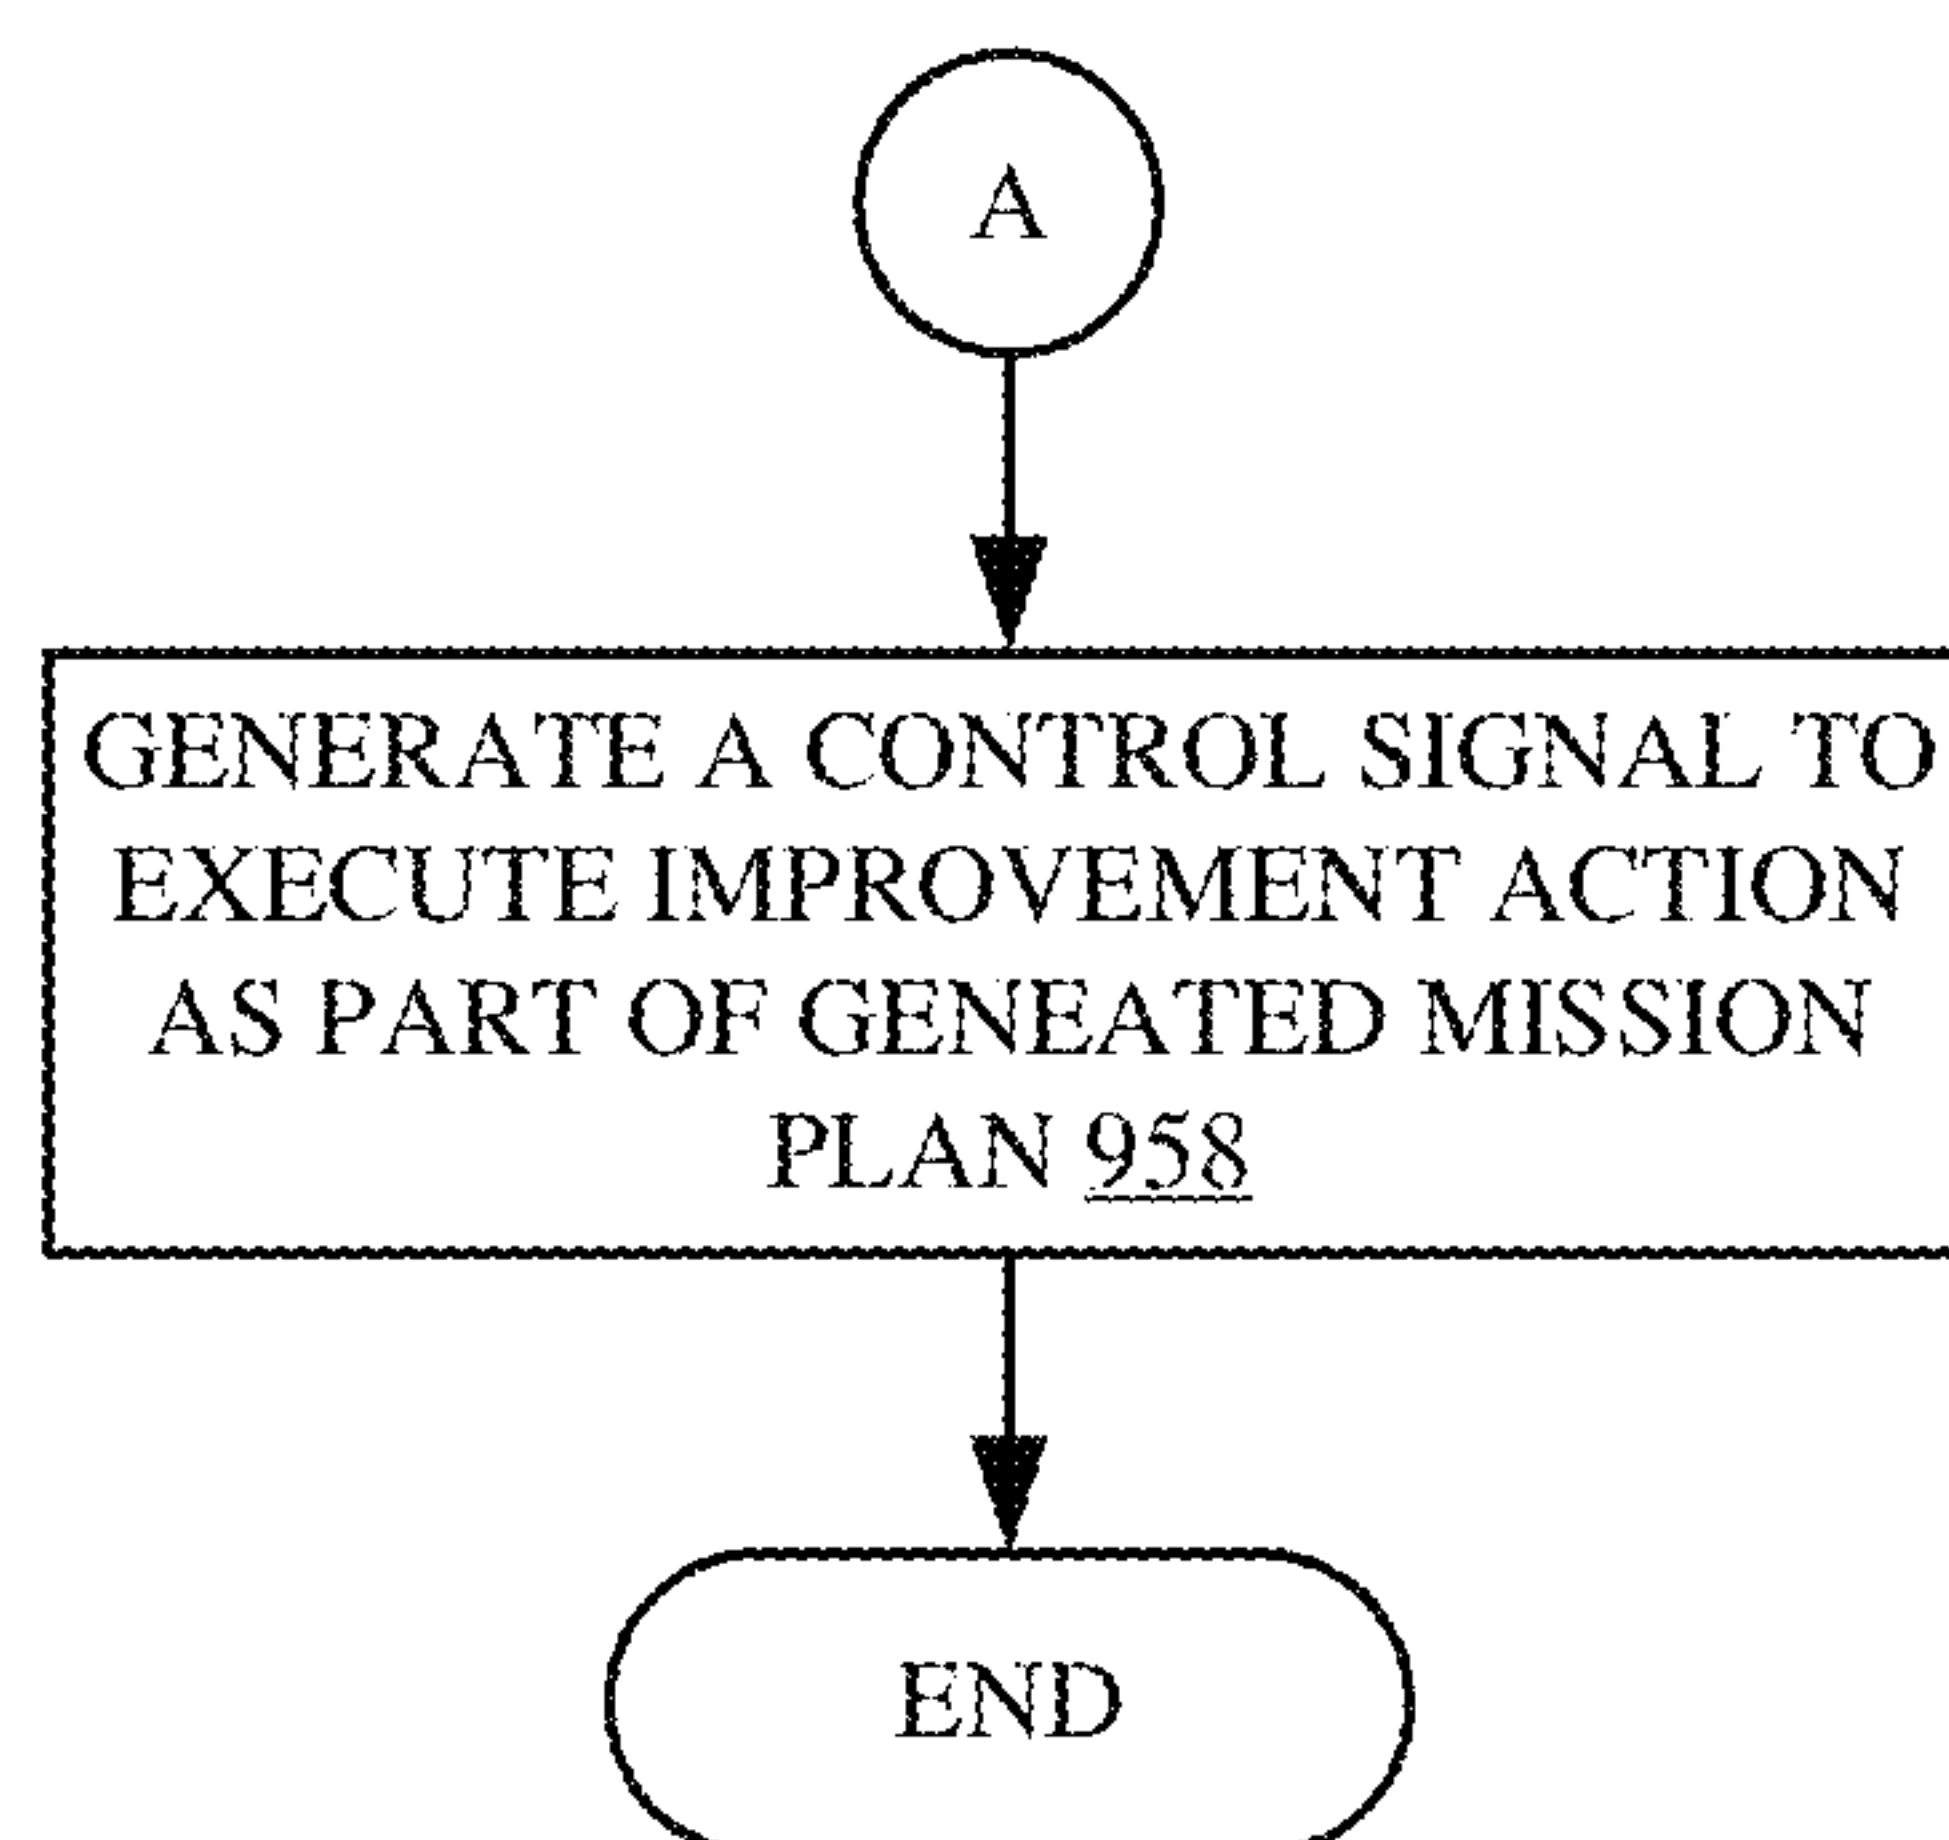 A
GENERATE A CONTROL SIGNAL TO
EXECUTE IMPROVEMENT ACTION
AS PART OF GENEATED MISSION
PLAN 958
END